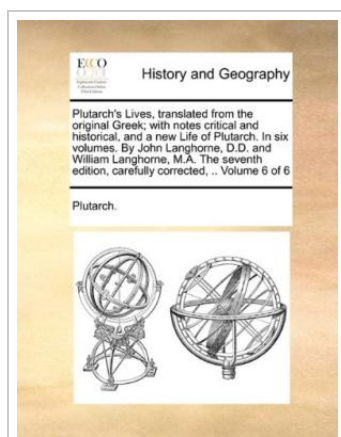 ECCO
History and Geography
Plutarch's Lives, translated from the
original Greek; with notes critical and
historical, and a new Life of Plutarch. In six
volumes. By John Langhorne, D.D. and
William Langhorne, M.A. The seventh
edition, carefully corrected, .. Volume 6 of 6
Plutarch.